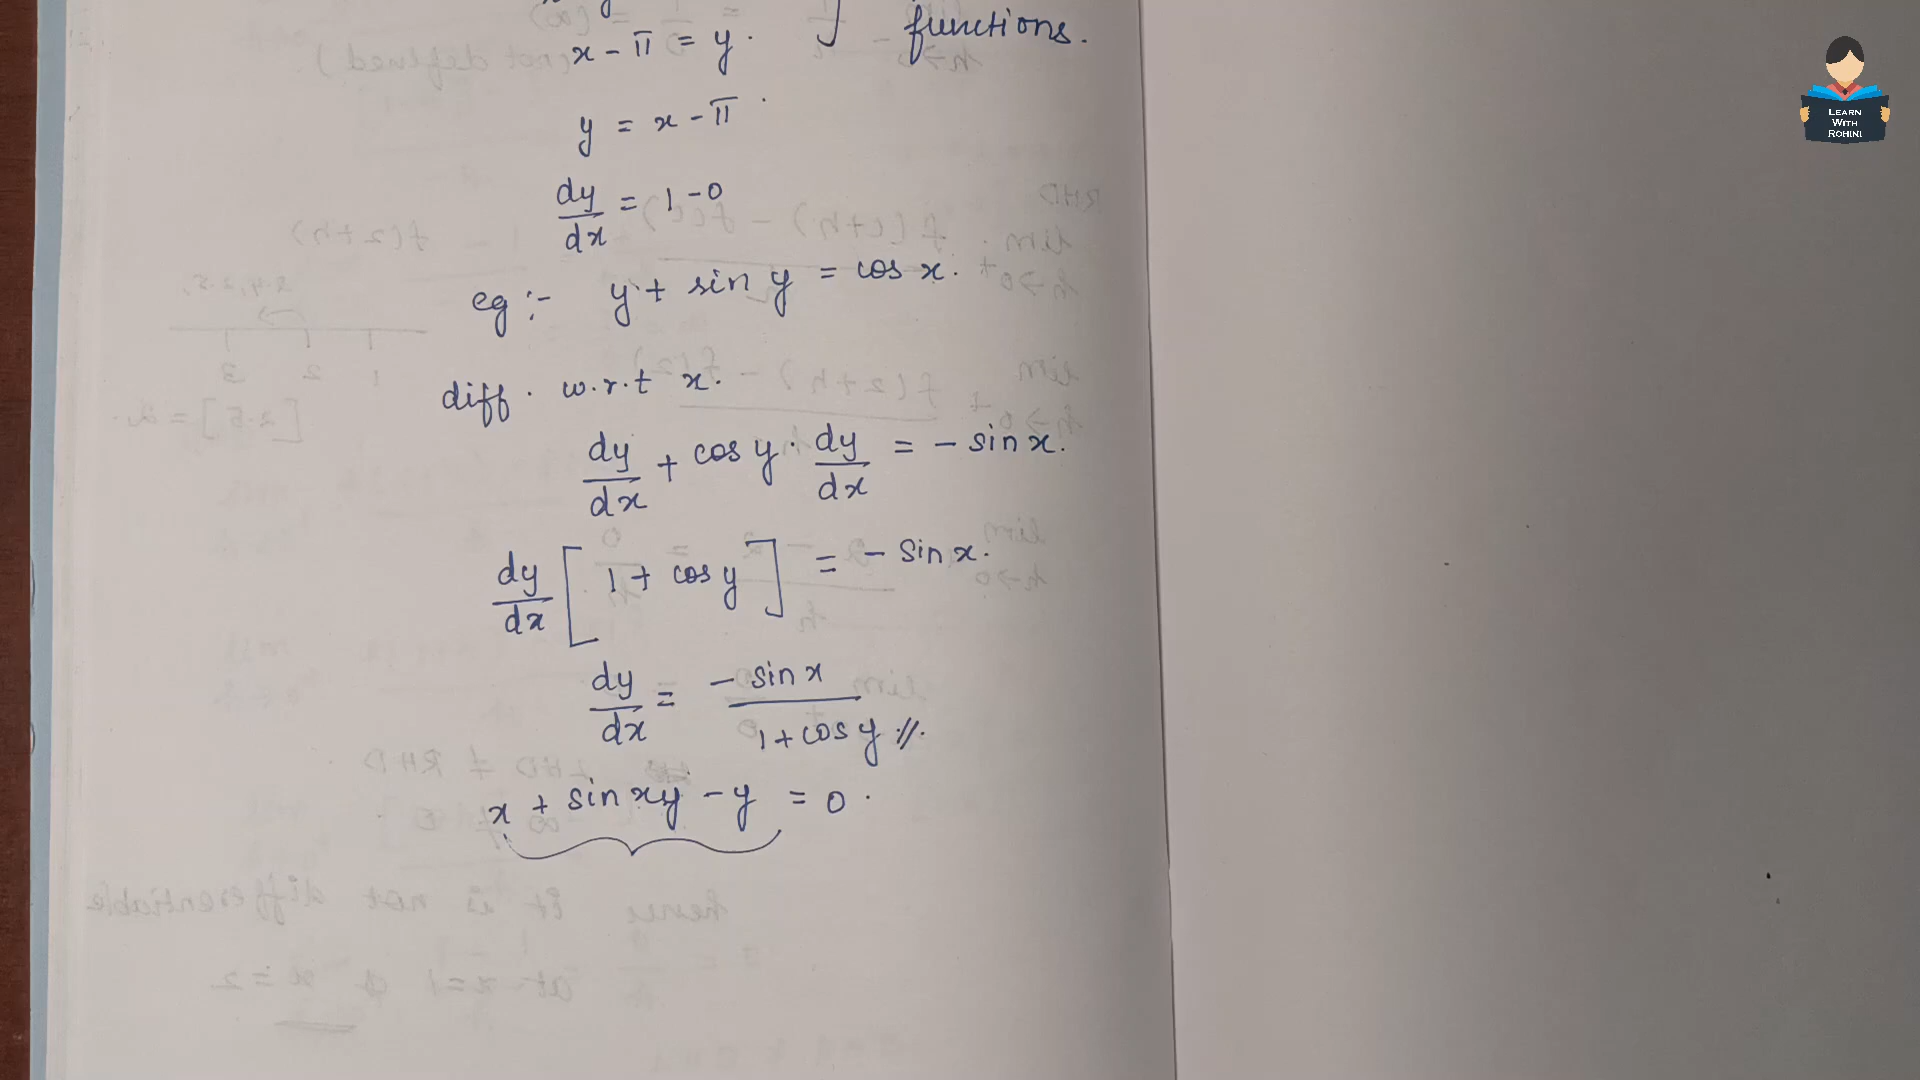 x - π = y. } functions.
y = x - π.
dy/dx = 1 - 0
eg :- y + sin y = cos x.
diff. w.r.t x.
dy/dx + cos y . dy/dx = - sin x.
dy/dx [1 + cos y] = - sin x.
dy/dx = - sin x / 1 + cos y //.
x + sin xy - y = 0.
LEARN
WITH
ROHINI